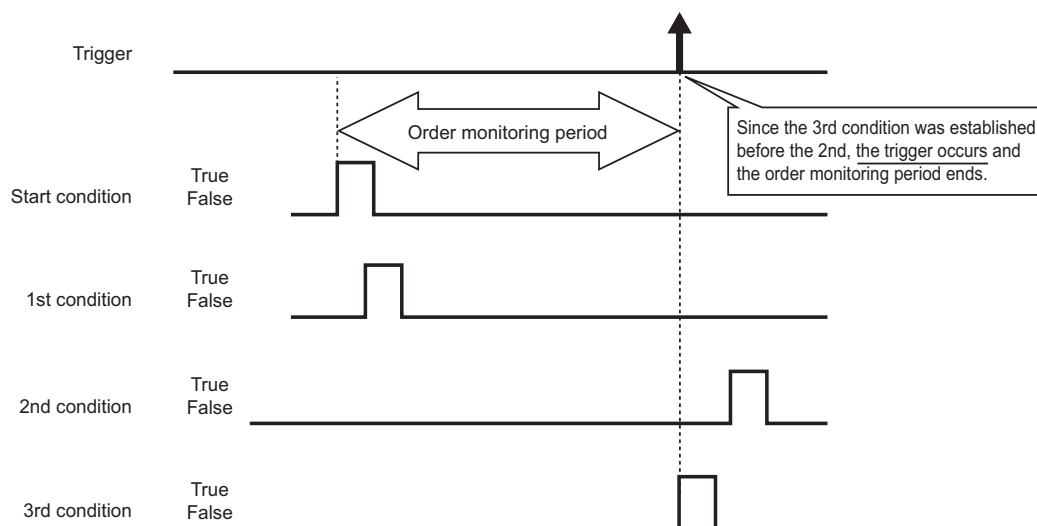 Trigger
Order monitoring period
Since the 3rd condition was established
before the 2nd, the trigger occurs and
the order monitoring period ends.
Start condition
True
False
1st condition
True
False
2nd condition
True
False
3rd condition
True
False